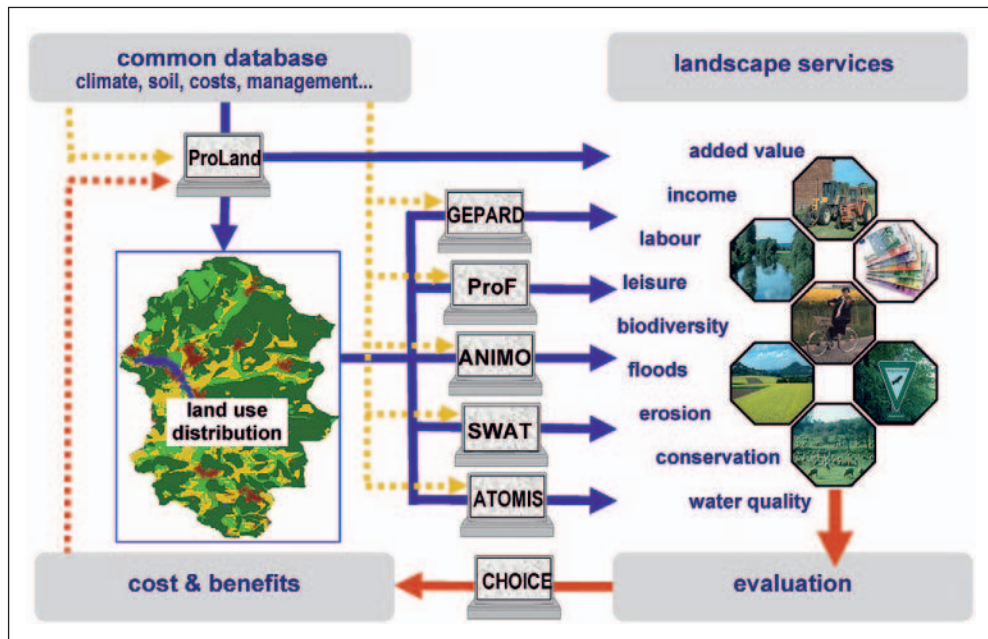 common database
climate, soil, costs, management...
landscape services
ProLand
added value
income
GEPARD
labour
ProF
leisure
biodiversity
ANIMO
floods
land use
distribution
SWAT
erosion
conservation
ATOMIS
water quality
cost & benefits
CHOICE
evaluation